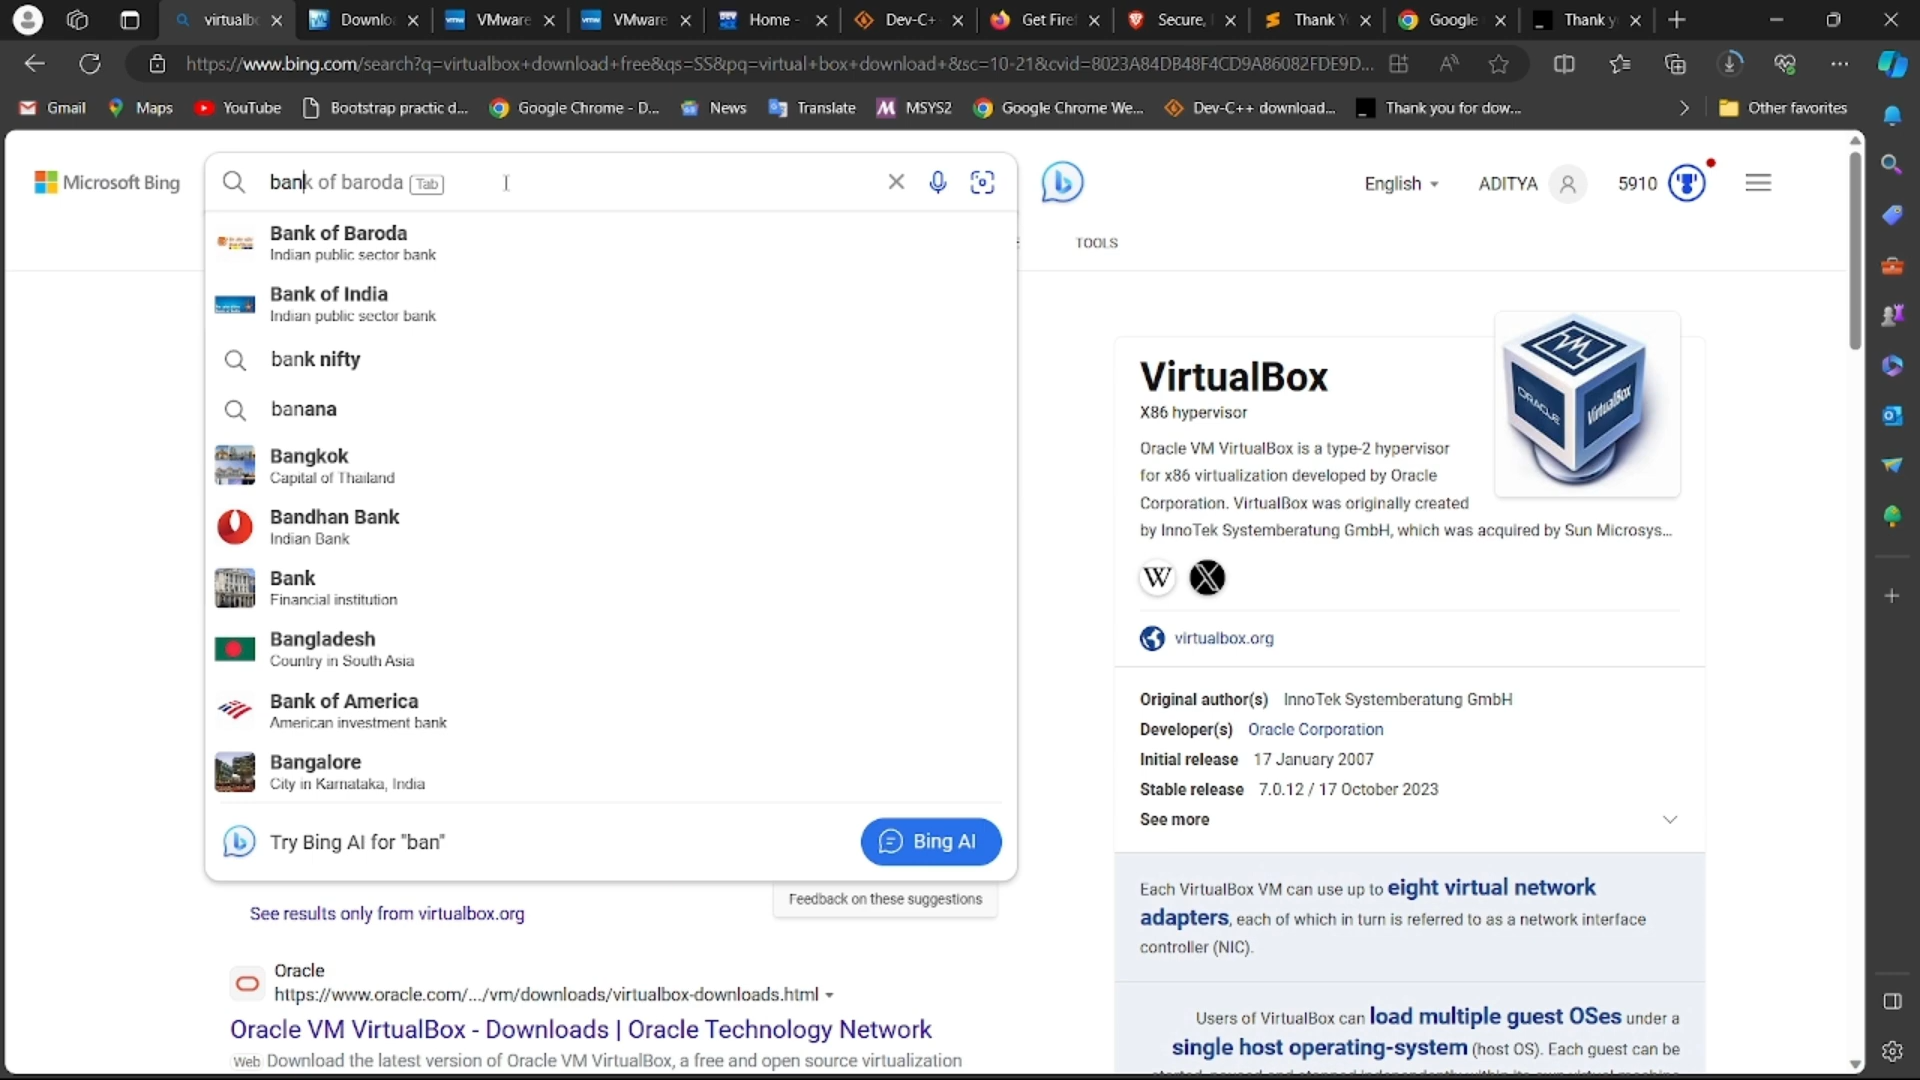 virtualb
Downlo
VMware
VMware
Home -
Dev-C+
Get Firef
Secure,
Thank Y
Google
Thank y
https://www.bing.com/search?q=virtualbox+download+free&qs=SS&pq=virtual+box+download+&sc=10-21&cvid=8023A84DB48F4CD9A86082FDE9D...
Gmail
Maps
YouTube
Bootstrap practic d...
Google Chrome - D...
News
Translate
MSYS2
Google Chrome We...
Dev-C++ download...
Thank you for dow...
Other favorites
Microsoft Bing
bank of baroda Tab
English
ADITYA
5910
TOOLS
Bank of Baroda
Indian public sector bank
Bank of India
Indian public sector bank
bank nifty
banana
Bangkok
Capital of Thailand
Bandhan Bank
Indian Bank
Bank
Financial institution
Bangladesh
Country in South Asia
Bank of America
American investment bank
Bangalore
City in Karnataka, India
Try Bing AI for "ban"
Bing AI
Feedback on these suggestions
See results only from virtualbox.org
Oracle
https://www.oracle.com/.../vm/downloads/virtualbox-downloads.html
Oracle VM VirtualBox - Downloads | Oracle Technology Network
Web Download the latest version of Oracle VM VirtualBox, a free and open source virtualization
VirtualBox
X86 hypervisor
ORACLE
VirtualBox
Oracle VM VirtualBox is a type-2 hypervisor
for x86 virtualization developed by Oracle
Corporation. VirtualBox was originally created
by InnoTek Systemberatung GmbH, which was acquired by Sun Microsys...
W
virtualbox.org
Original author(s) InnoTek Systemberatung GmbH
Developer(s) Oracle Corporation
Initial release 17 January 2007
Stable release 7.0.12 / 17 October 2023
See more
Each VirtualBox VM can use up to eight virtual network
adapters, each of which in turn is referred to as a network interface
controller (NIC).
Users of VirtualBox can load multiple guest OSes under a
single host operating-system (host OS). Each guest can be